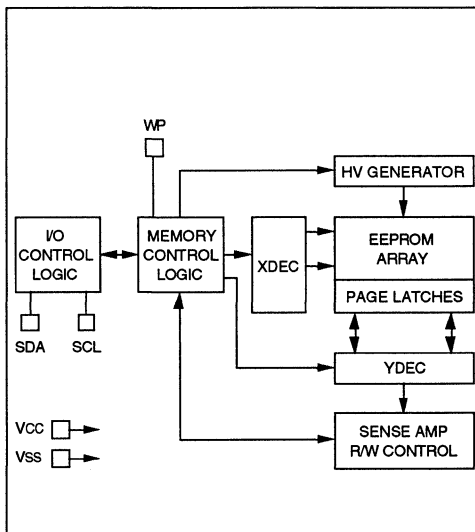 WP
HV GENERATOR
I/O
CONTROL
LOGIC
MEMORY
CONTROL
LOGIC
XDEC
EEPROM
ARRAY
PAGE LATCHES
SDA
SCL
YDEC
VCC
VSS
SENSE AMP
R/W CONTROL